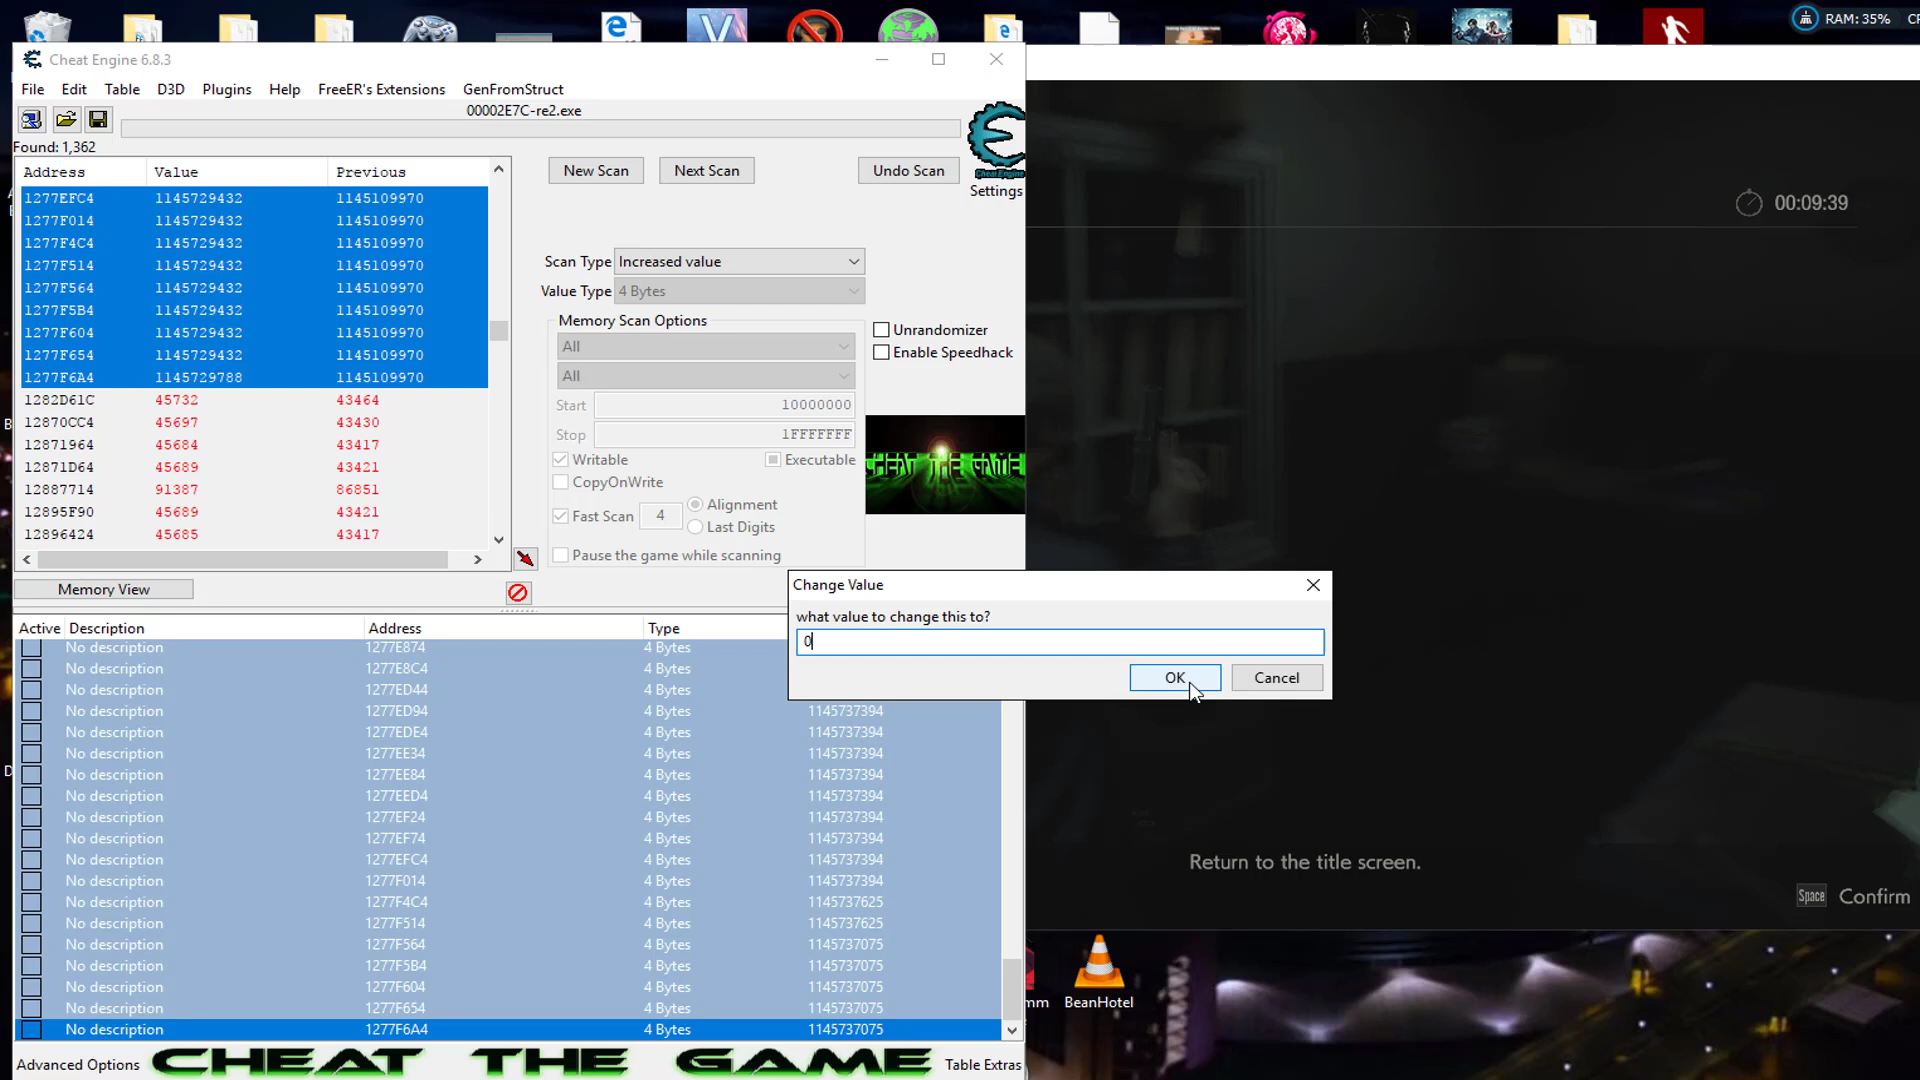 RAM: 35%
Cheat Engine 6.8.3
File Edit Table D3D Plugins Help FreeER's Extensions GenFromStruct
00002E7C-re2.exe
Found: 1,362
Address Value Previous
1277EFC4 1145729432 1145109970
1277F014 1145729432 1145109970
1277F4C4 1145729432 1145109970
1277F514 1145729432 1145109970
1277F564 1145729432 1145109970
1277F5B4 1145729432 1145109970
1277F604 1145729432 1145109970
1277F654 1145729432 1145109970
1277F6A4 1145729788 1145109970
1282D61C 45732 43464
12870CC4 45697 43430
12871964 45684 43417
12871D64 45689 43421
12887714 91387 86851
12895F90 45689 43421
12896424 45685 43417
New Scan Next Scan Undo Scan
Cheat Engine
Settings
Scan Type Increased value
Value Type 4 Bytes
Memory Scan Options
All
All
Start 10000000
Stop 1FFFFFFF
Writable Executable
CopyOnWrite
Fast Scan 4 Alignment
Last Digits
Pause the game while scanning
Unrandomizer
Enable Speedhack
CHEAT THE GAME
Memory View
Change Value
what value to change this to?
0
OK Cancel
Active Description Address Type
No description 1277E874 4 Bytes
No description 1277E8C4 4 Bytes
No description 1277ED44 4 Bytes
No description 1277ED94 4 Bytes 1145737394
No description 1277EDE4 4 Bytes 1145737394
No description 1277EE34 4 Bytes 1145737394
No description 1277EE84 4 Bytes 1145737394
No description 1277EED4 4 Bytes 1145737394
No description 1277EF24 4 Bytes 1145737394
No description 1277EF74 4 Bytes 1145737394
No description 1277EFC4 4 Bytes 1145737394
No description 1277F014 4 Bytes 1145737394
No description 1277F4C4 4 Bytes 1145737625
No description 1277F514 4 Bytes 1145737625
No description 1277F564 4 Bytes 1145737075
No description 1277F5B4 4 Bytes 1145737075
No description 1277F604 4 Bytes 1145737075
No description 1277F654 4 Bytes 1145737075
No description 1277F6A4 4 Bytes 1145737075
Advanced Options CHEAT THE GAME Table Extras
00:09:39
Return to the title screen.
Space Confirm
BeanHotel